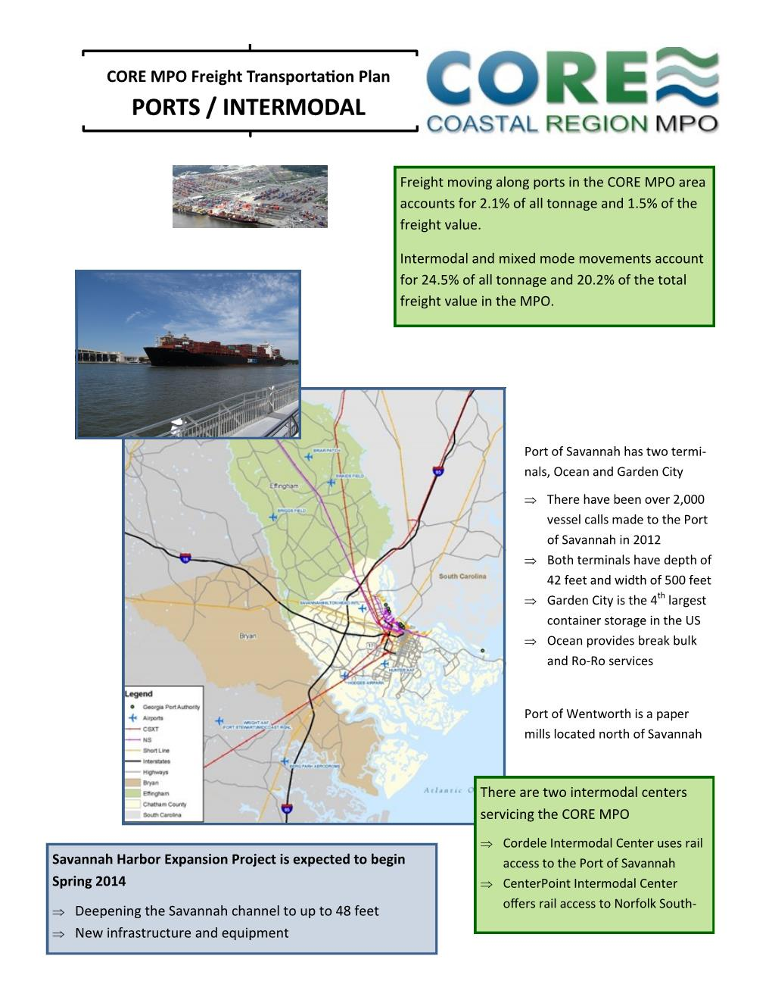 CORE MPO Freight Transportation Plan
PORTS / INTERMODAL
CORE
COASTAL REGION MPO
Freight moving along ports in the CORE MPO area
accounts for 2.1% of all tonnage and 1.5% of the
freight value.
Intermodal and mixed mode movements account
for 24.5% of all tonnage and 20.2% of the total
freight value in the MPO.
BRIAR PATCH
SWAIDS FIELD
Effingham
BRIGGS FIELD
95
16
South Carolina
SAVANNAH/HILTON HEAD INTL
Bryan
17
HUNTER AAF
HODGES AIRPARK
WRIGHT AAF
(FORT STEWART)/MIDCOAST RGNL
BERG PARK AERODROME
Atlantic O
95
Legend
Georgia Port Authority
Airports
CSXT
NS
Short Line
Interstates
Highways
Bryan
Effingham
Chatham County
South Carolina
Port of Savannah has two termi-
nals, Ocean and Garden City
⇒ There have been over 2,000
vessel calls made to the Port
of Savannah in 2012
⇒ Both terminals have depth of
42 feet and width of 500 feet
⇒ Garden City is the 4th largest
container storage in the US
⇒ Ocean provides break bulk
and Ro-Ro services
Port of Wentworth is a paper
mills located north of Savannah
There are two intermodal centers
servicing the CORE MPO
⇒ Cordele Intermodal Center uses rail
access to the Port of Savannah
⇒ CenterPoint Intermodal Center
offers rail access to Norfolk South-
Savannah Harbor Expansion Project is expected to begin
Spring 2014
⇒ Deepening the Savannah channel to up to 48 feet
⇒ New infrastructure and equipment